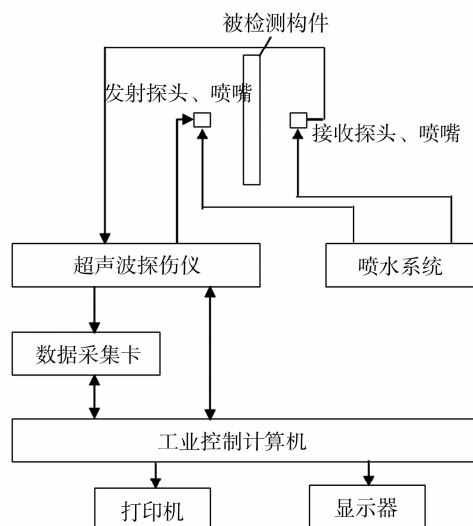 被检测构件
发射探头、喷嘴
接收探头、喷嘴
超声波探伤仪
喷水系统
数据采集卡
工业控制计算机
打印机
显示器